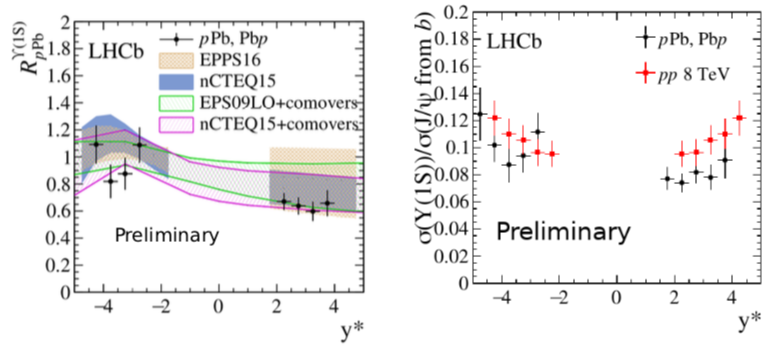 R_{pPb}^{Υ(1S)}
2
1.8
1.6
1.4
1.2
1
0.8
0.6
0.4
0.2
0
LHCb
pPb, Pbp
EPPS16
nCTEQ15
EPS09LO+comovers
nCTEQ15+comovers
Preliminary
−4 −2 0 2 4
y*
σ(Υ(1S))/σ(J/ψ from b)
0.2
0.18
0.16
0.14
0.12
0.1
0.08
0.06
0.04
0.02
0
LHCb
pPb, Pbp
pp 8 TeV
Preliminary
−4 −2 0 2 4
y*